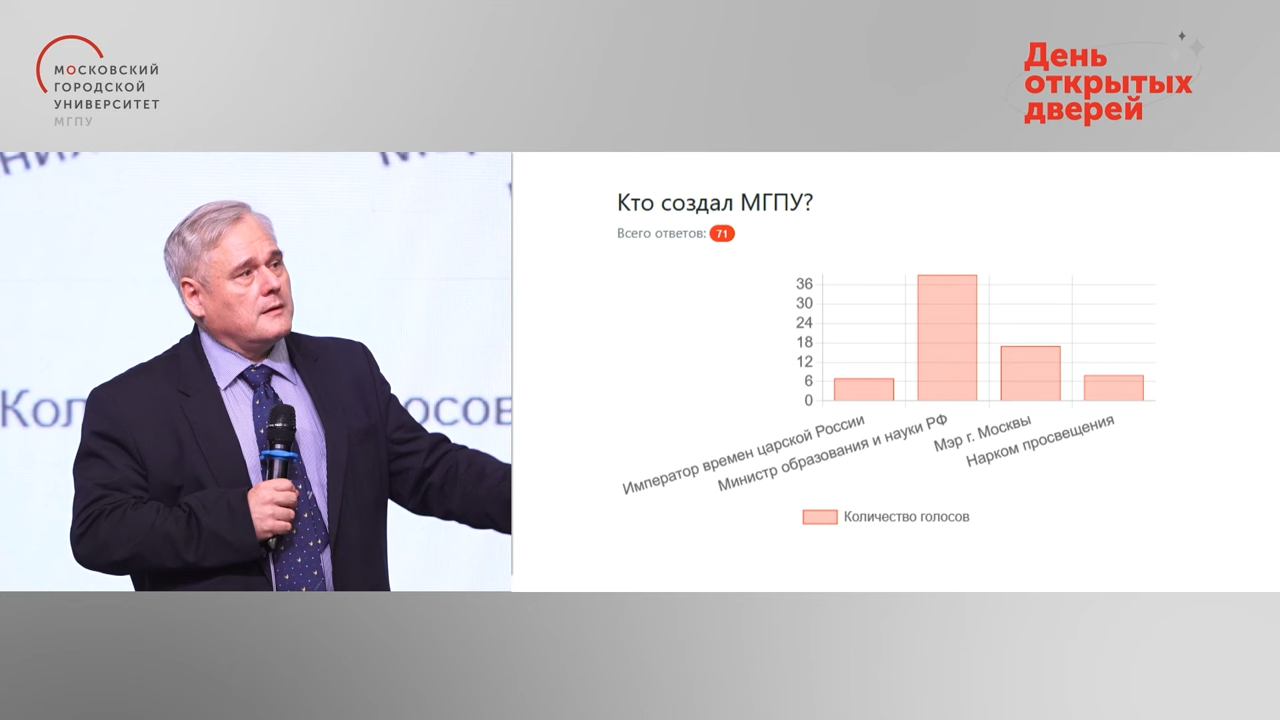 МОСКОВСКИЙ
ГОРОДСКОЙ
УНИВЕРСИТЕТ
МГПУ
День
открытых
дверей
Кол
осов
Кто создал МГПУ?
Всего ответов: 71
36
30
24
18
12
6
0
Император времен царской России
Министр образования и науки РФ
Мэр г. Москвы
Нарком просвещения
Количество голосов